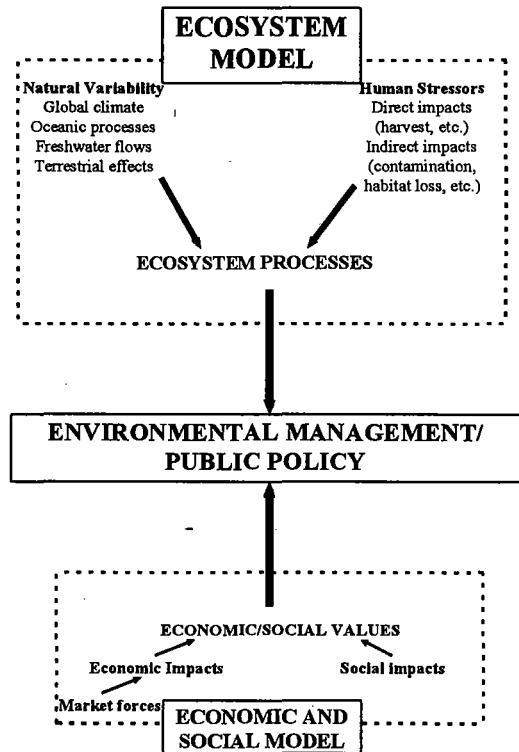 ECOSYSTEM
MODEL
Natural Variability
Global climate
Oceanic processes
Freshwater flows
Terrestrial effects
Human Stressors
Direct impacts
(harvest, etc.)
Indirect impacts
(contamination,
habitat loss, etc.)
ECOSYSTEM PROCESSES
ENVIRONMENTAL MANAGEMENT/
PUBLIC POLICY
ECONOMIC/SOCIAL VALUES
Economic Impacts
Social impacts
Market forces
ECONOMIC AND
SOCIAL MODEL